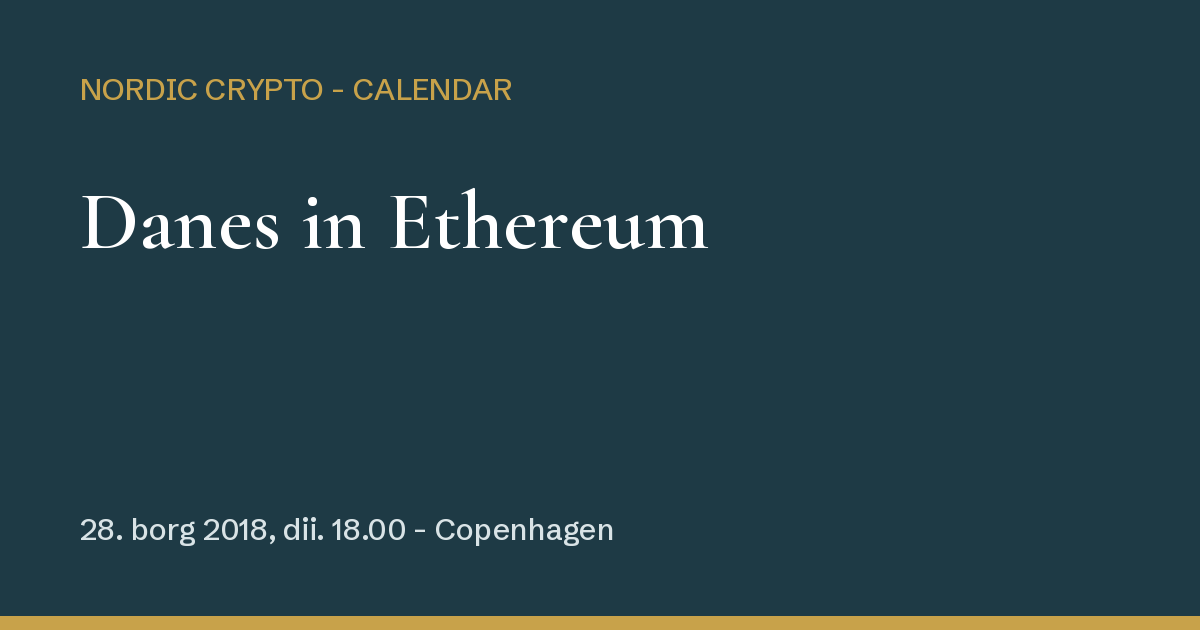 NORDIC CRYPTO - CALENDAR
Danes in Ethereum
28. borg 2018, dii. 18.00 - Copenhagen